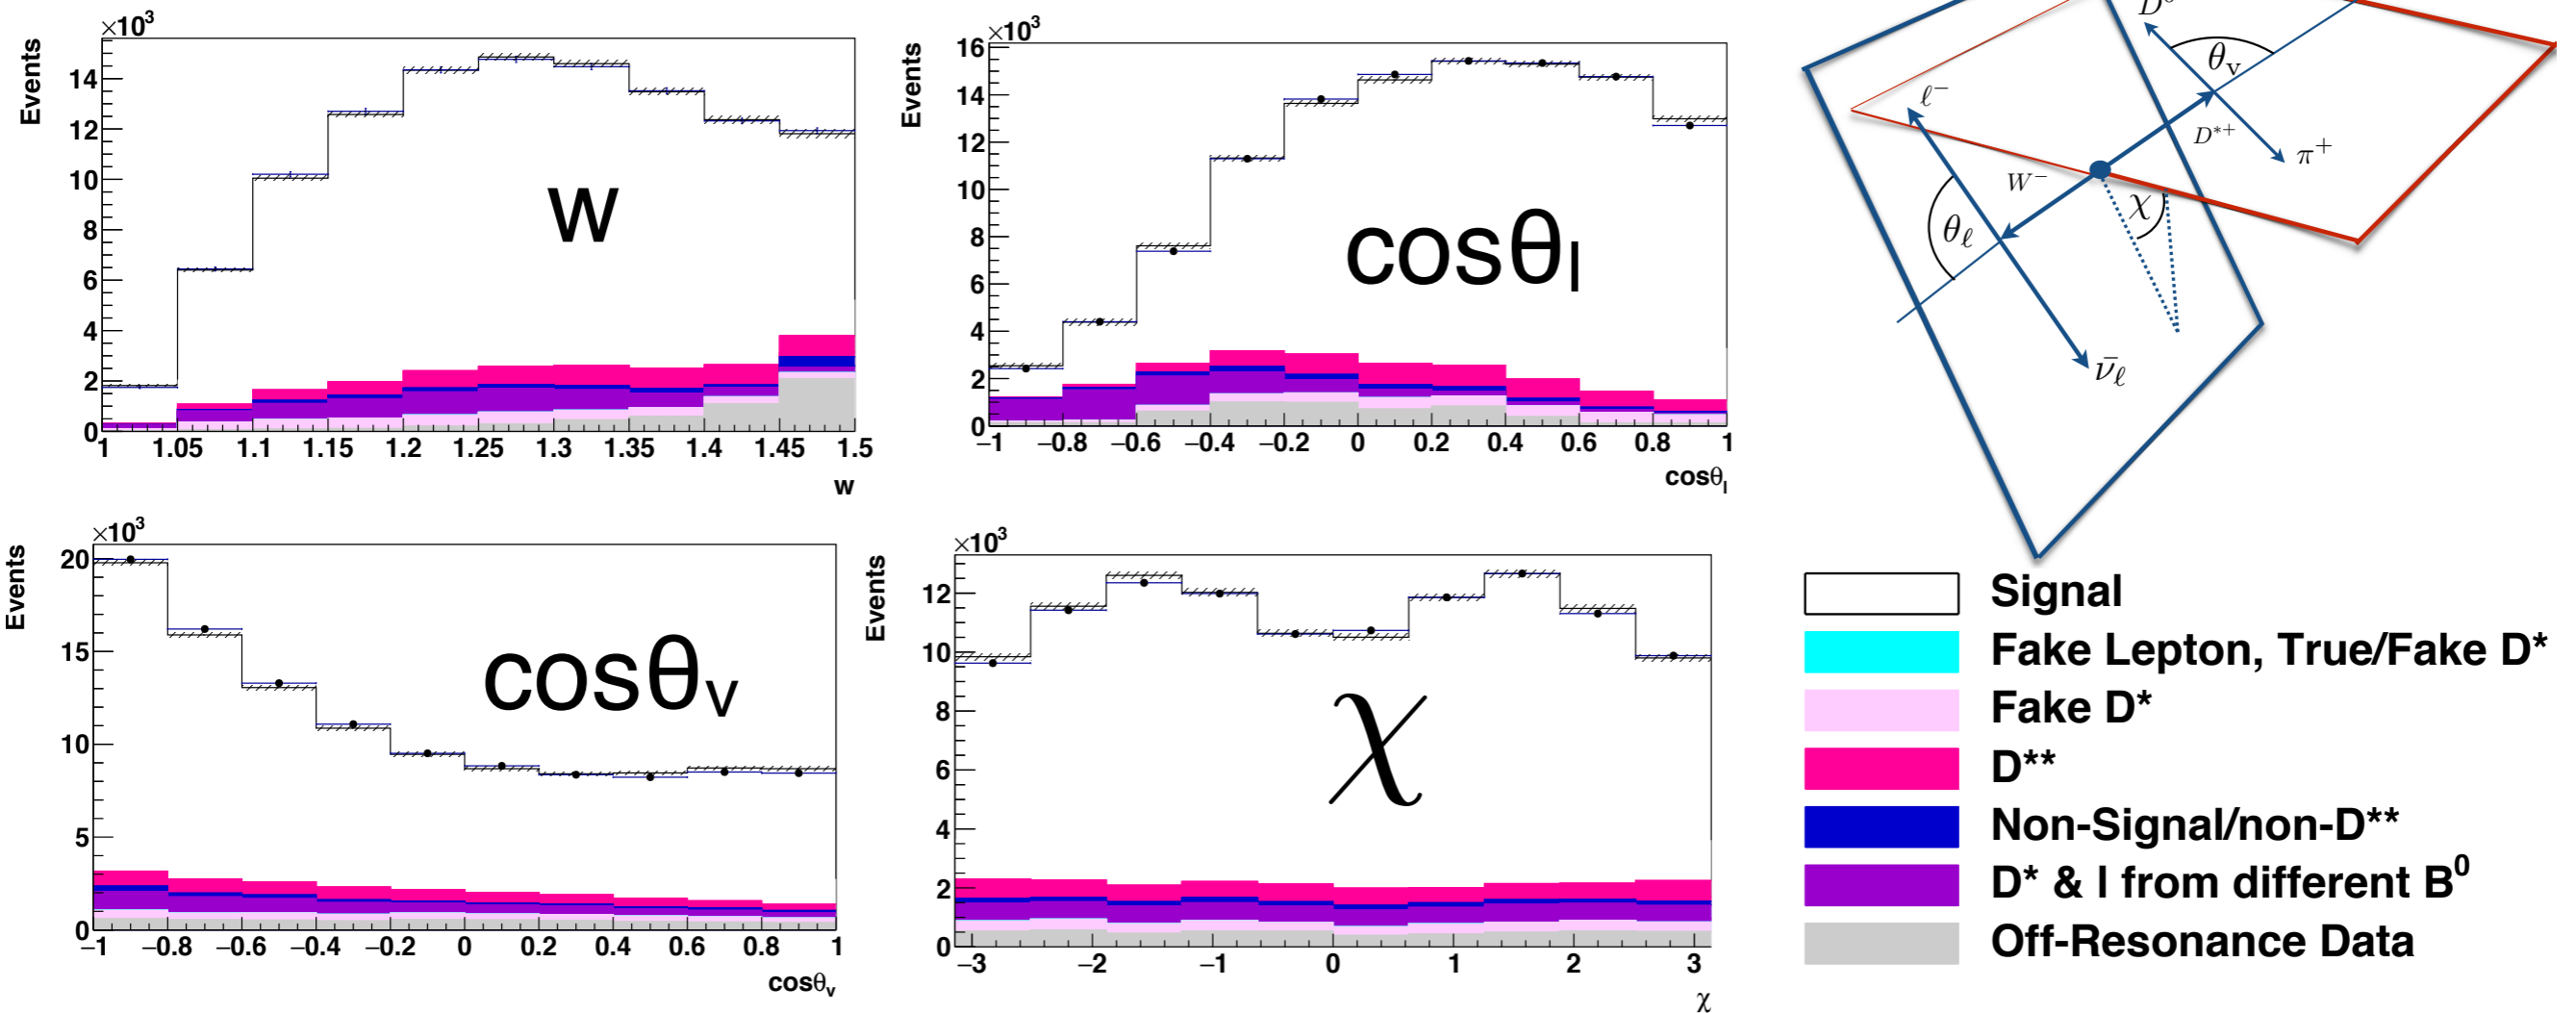 ×10³
Events
14
12
10
8
6
4
2
0
w
1 1.05 1.1 1.15 1.2 1.25 1.3 1.35 1.4 1.45 1.5
w
×10³
Events
16
14
12
10
8
6
4
2
0
cosθl
−1 −0.8 −0.6 −0.4 −0.2 0 0.2 0.4 0.6 0.8 1
cosθl
θv
ℓ−
D*+
π+
W−
χ
θℓ
ν̄ℓ
×10³
Events
20
15
10
5
0
cosθv
−1 −0.8 −0.6 −0.4 −0.2 0 0.2 0.4 0.6 0.8 1
cosθv
×10³
Events
12
10
8
6
4
2
0
χ
−3 −2 −1 0 1 2 3
χ
Signal
Fake Lepton, True/Fake D*
Fake D*
D**
Non-Signal/non-D**
D* & l from different B⁰
Off-Resonance Data